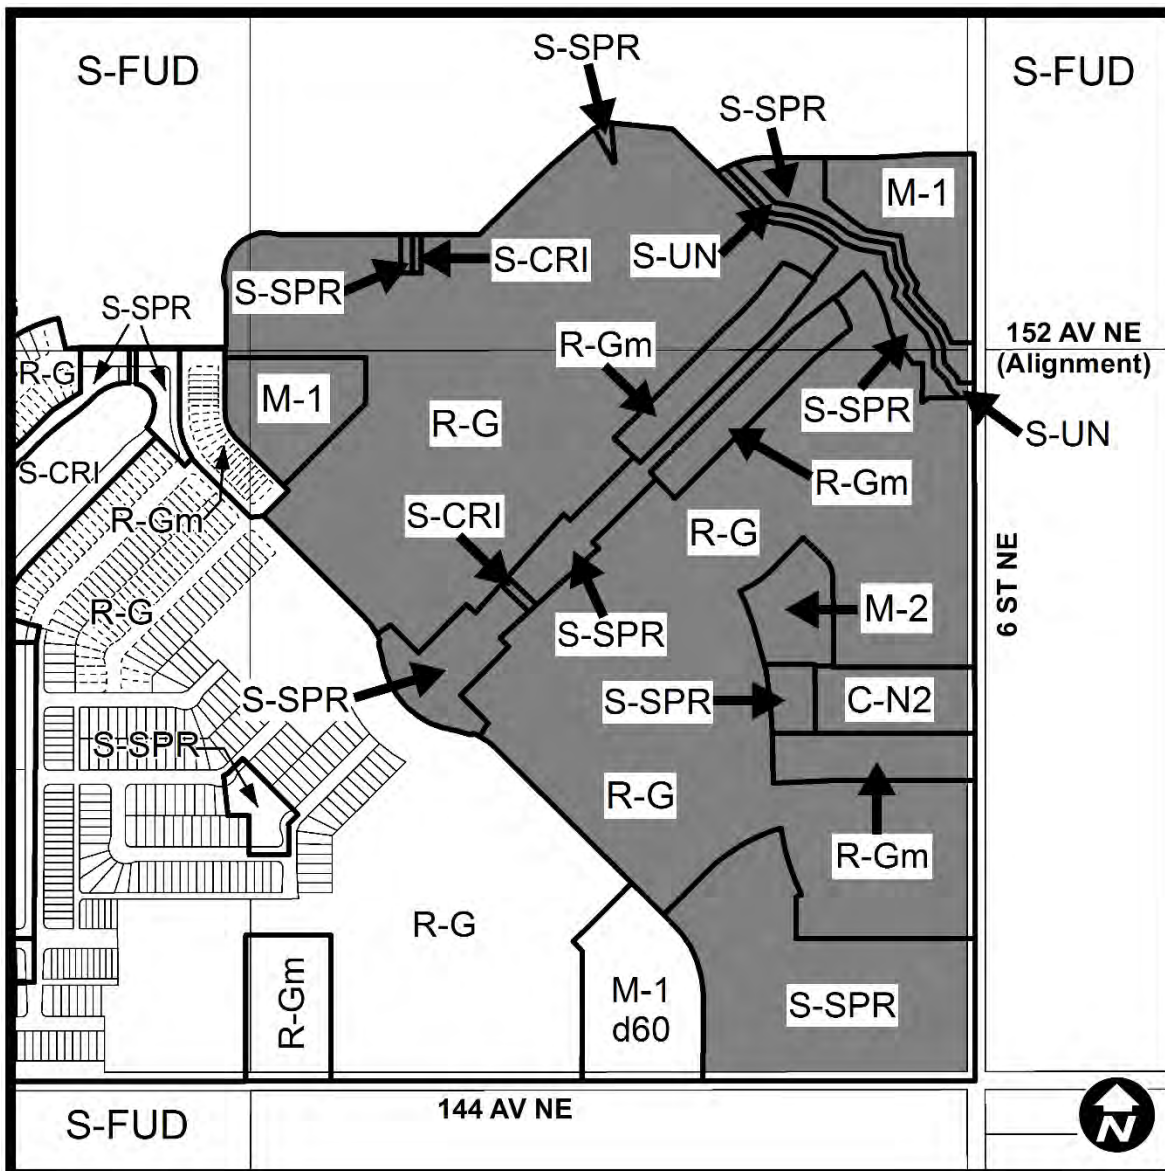 S-FUD
S-SPR
S-FUD
S-SPR
M-1
S-UN
S-CRI
S-SPR
S-SPR
R-Gm
152 AV NE
(Alignment)
R-G
M-1
S-SPR
R-G
S-UN
S-CRI
R-Gm
S-CRI
R-Gm
R-G
6 ST NE
R-G
M-2
S-SPR
S-SPR
S-SPR
C-N2
S-SPR
R-G
R-Gm
R-G
R-Gm
M-1
d60
S-SPR
144 AV NE
S-FUD
N